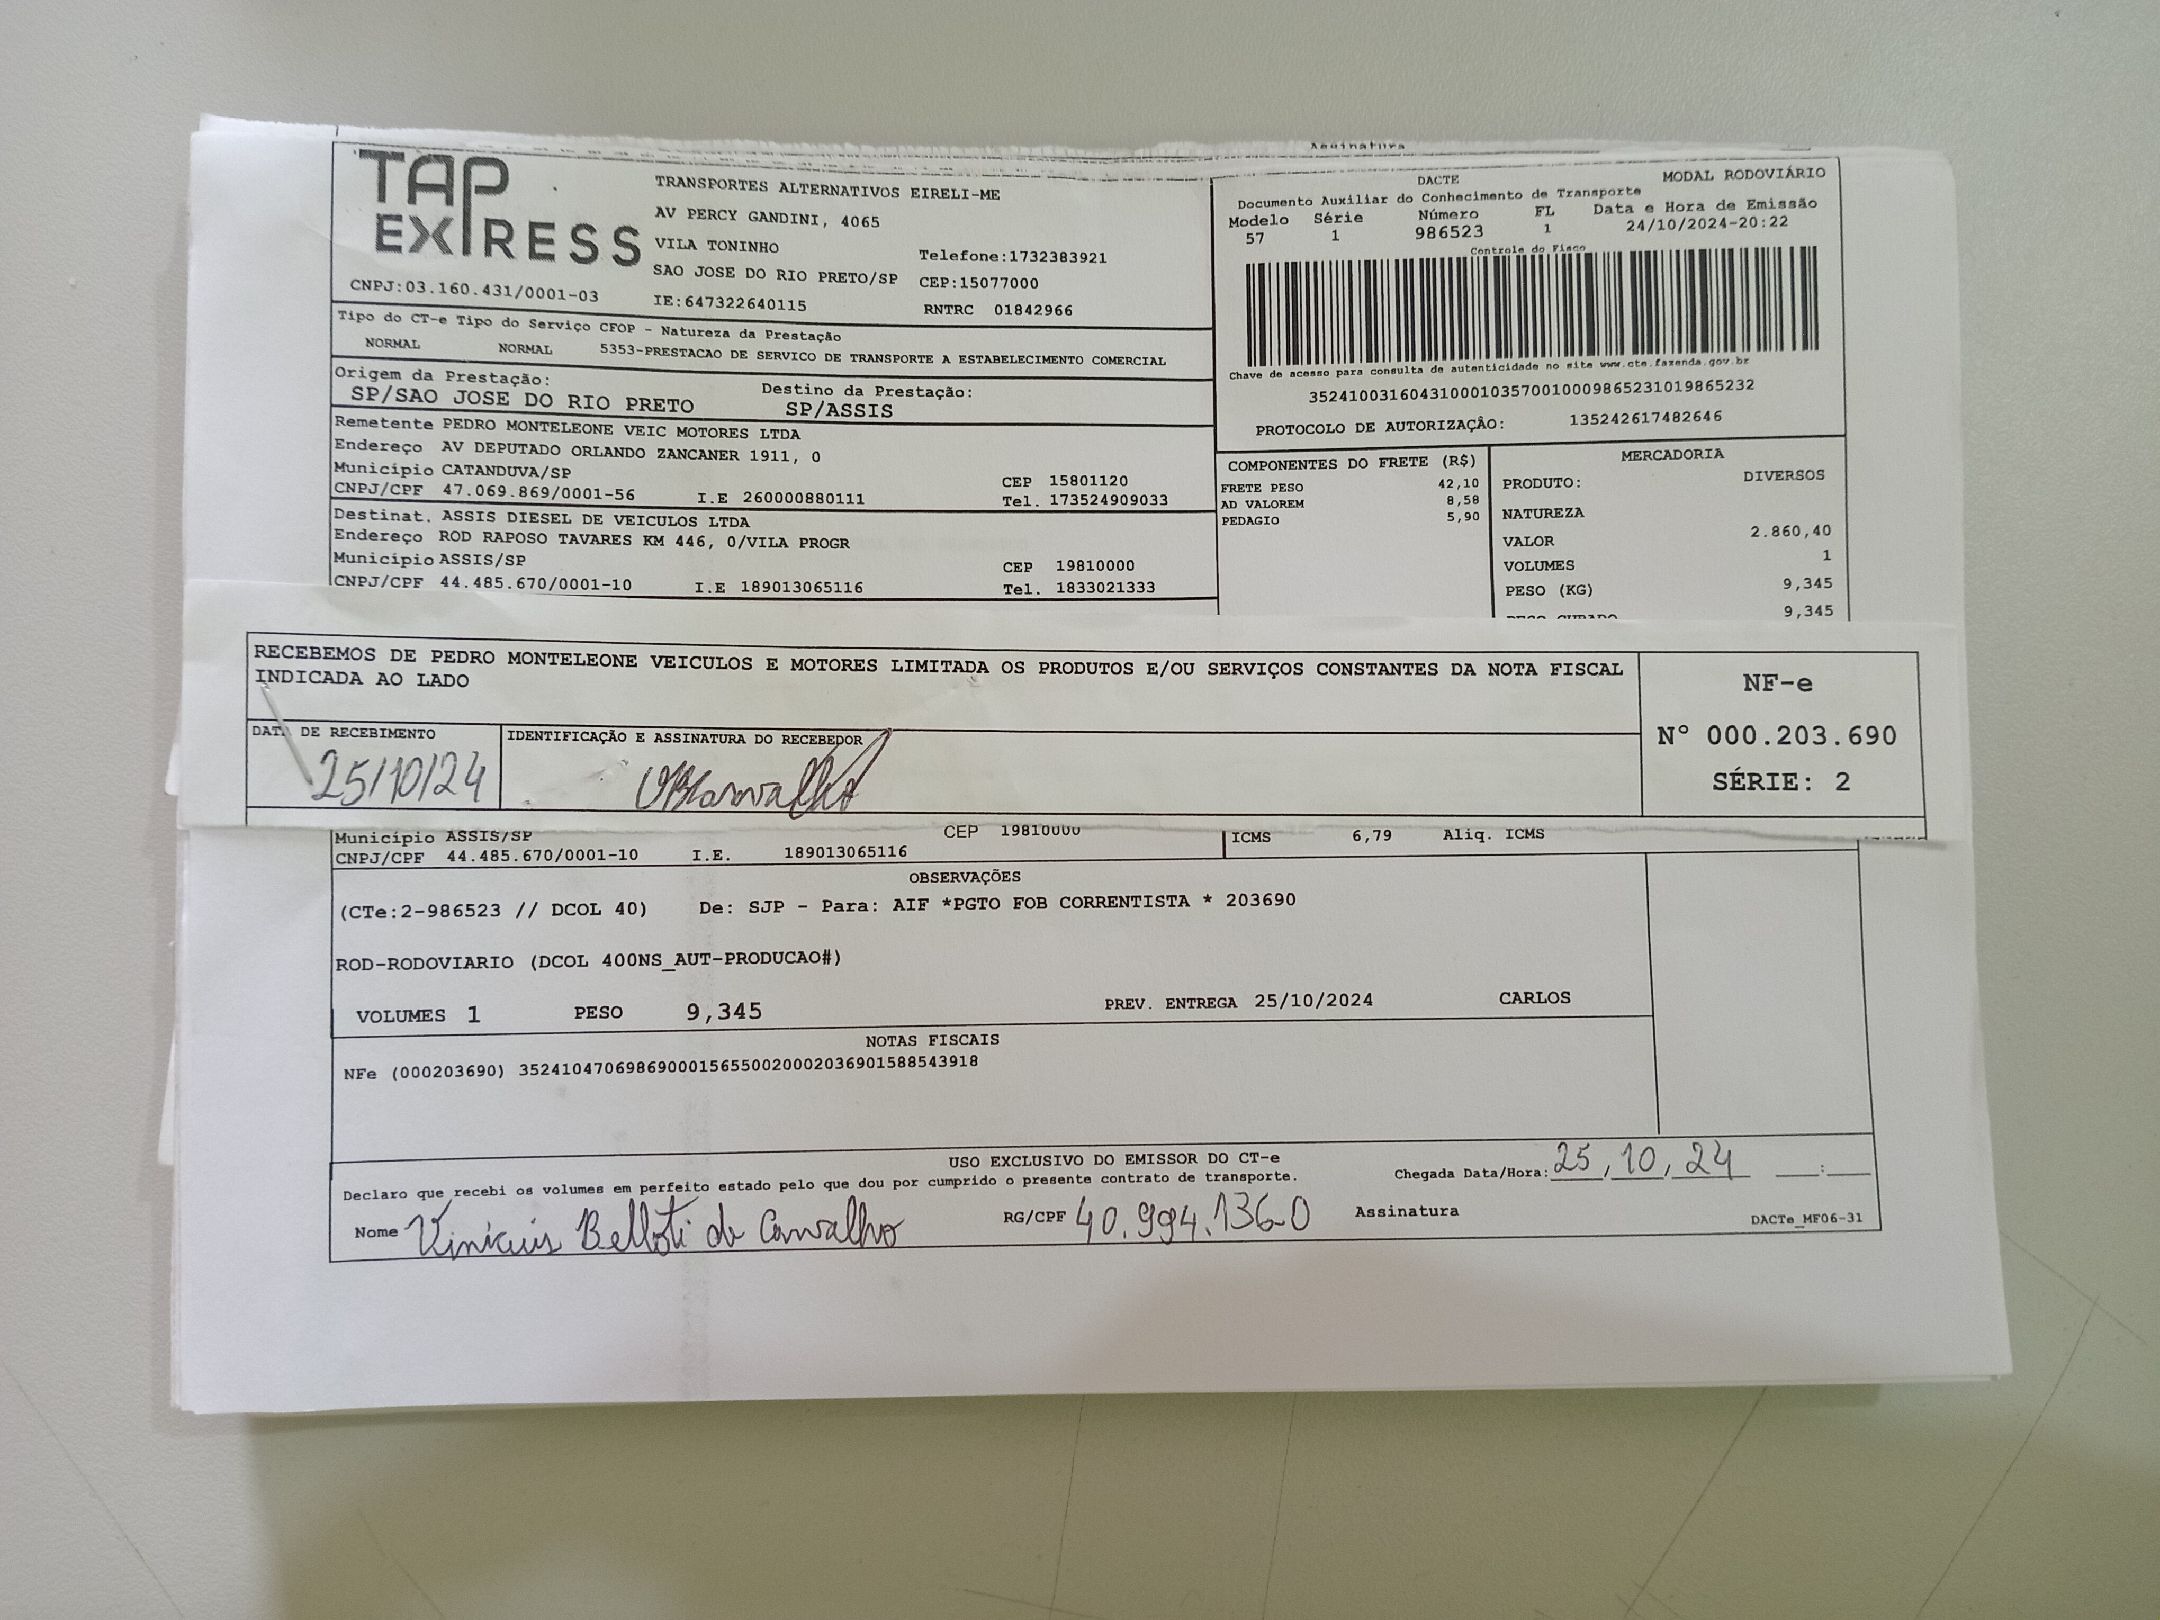 Assinatura
TAP EXPRESS
TRANSPORTES ALTERNATIVOS EIRELI-ME
AV PERCY GANDINI, 4065
VILA TONINHO
Telefone:1732383921
SAO JOSE DO RIO PRETO/SP CEP:15077000
CNPJ:03.160.431/0001-03 IE:647322640115 RNTRC 01842966
DACTE MODAL RODOVIÁRIO
Documento Auxiliar do Conhecimento de Transporte
Modelo Série Número FL Data e Hora de Emissão
57 1 986523 1 24/10/2024-20:22
Controle do Fisco
Chave de acesso para consulta de autenticidade no site www.cte.fazenda.gov.br
35241003160431000103570010009865231019865232
PROTOCOLO DE AUTORIZAÇÂO: 135242617482646
Tipo do CT-e Tipo do Serviço CFOP - Natureza da Prestação
NORMAL NORMAL 5353-PRESTACAO DE SERVICO DE TRANSPORTE A ESTABELECIMENTO COMERCIAL
Origem da Prestação: Destino da Prestação:
SP/SAO JOSE DO RIO PRETO SP/ASSIS
Remetente PEDRO MONTELEONE VEIC MOTORES LTDA
Endereço AV DEPUTADO ORLANDO ZANCANER 1911, 0
Município CATANDUVA/SP CEP 15801120
CNPJ/CPF 47.069.869/0001-56 I.E 260000880111 Tel. 173524909033
Destinat. ASSIS DIESEL DE VEICULOS LTDA
Endereço ROD RAPOSO TAVARES KM 446, 0/VILA PROGR
Município ASSIS/SP CEP 19810000
CNPJ/CPF 44.485.670/0001-10 I.E 189013065116 Tel. 1833021333
COMPONENTES DO FRETE (R$)
FRETE PESO 42,10
AD VALOREM 8,58
PEDAGIO 5,90
MERCADORIA
PRODUTO: DIVERSOS
NATUREZA
VALOR 2.860,40
VOLUMES 1
PESO (KG) 9,345
PESO CUBADO 9,345
RECEBEMOS DE PEDRO MONTELEONE VEICULOS E MOTORES LIMITADA OS PRODUTOS E/OU SERVIÇOS CONSTANTES DA NOTA FISCAL
INDICADA AO LADO
DATA DE RECEBIMENTO IDENTIFICAÇÃO E ASSINATURA DO RECEBEDOR
25/10/24 VBCarvalho
NF-e
Nº 000.203.690
SÉRIE: 2
Município ASSIS/SP CEP 19810000
CNPJ/CPF 44.485.670/0001-10 I.E. 189013065116
ICMS 6,79 Aliq. ICMS
OBSERVAÇÕES
(CTe:2-986523 // DCOL 40) De: SJP - Para: AIF *PGTO FOB CORRENTISTA * 203690
ROD-RODOVIARIO (DCOL 400NS_AUT-PRODUCAO#)
VOLUMES 1 PESO 9,345 PREV. ENTREGA 25/10/2024 CARLOS
NOTAS FISCAIS
NFe (000203690) 35241047069869000156550020002036901588543918
USO EXCLUSIVO DO EMISSOR DO CT-e
Declaro que recebi os volumes em perfeito estado pelo que dou por cumprido o presente contrato de transporte.
Chegada Data/Hora: 25,10,24 :
Nome Vinícius Belloti de Carvalho RG/CPF 40.994.136-0 Assinatura
DACTe_MF06-31